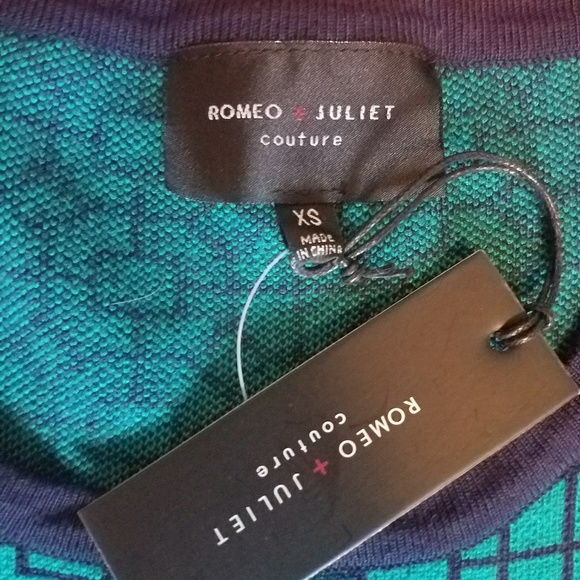 ROMEO + JULIET
couture
XS
MADE
IN CHINA
ROMEO + JULIET
couture